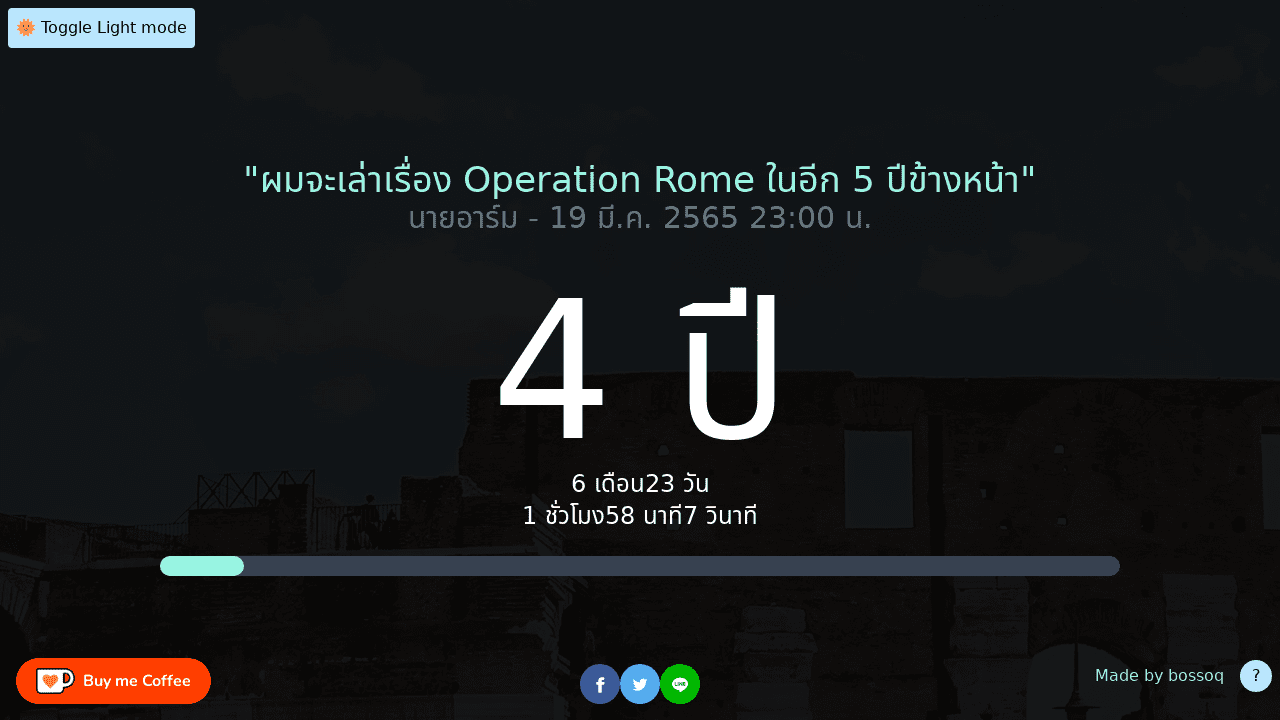 🌞 Toggle Light mode
"ผมจะเล่าเรื่อง Operation Rome ในอีก 5 ปีข้างหน้า"
นายอาร์ม - 19 มี.ค. 2565 23:00 น.
4 ปี
6 เดือน23 วัน
1 ชั่วโมง58 นาที7 วินาที
Buy me Coffee
LINE
Made by bossoq
?